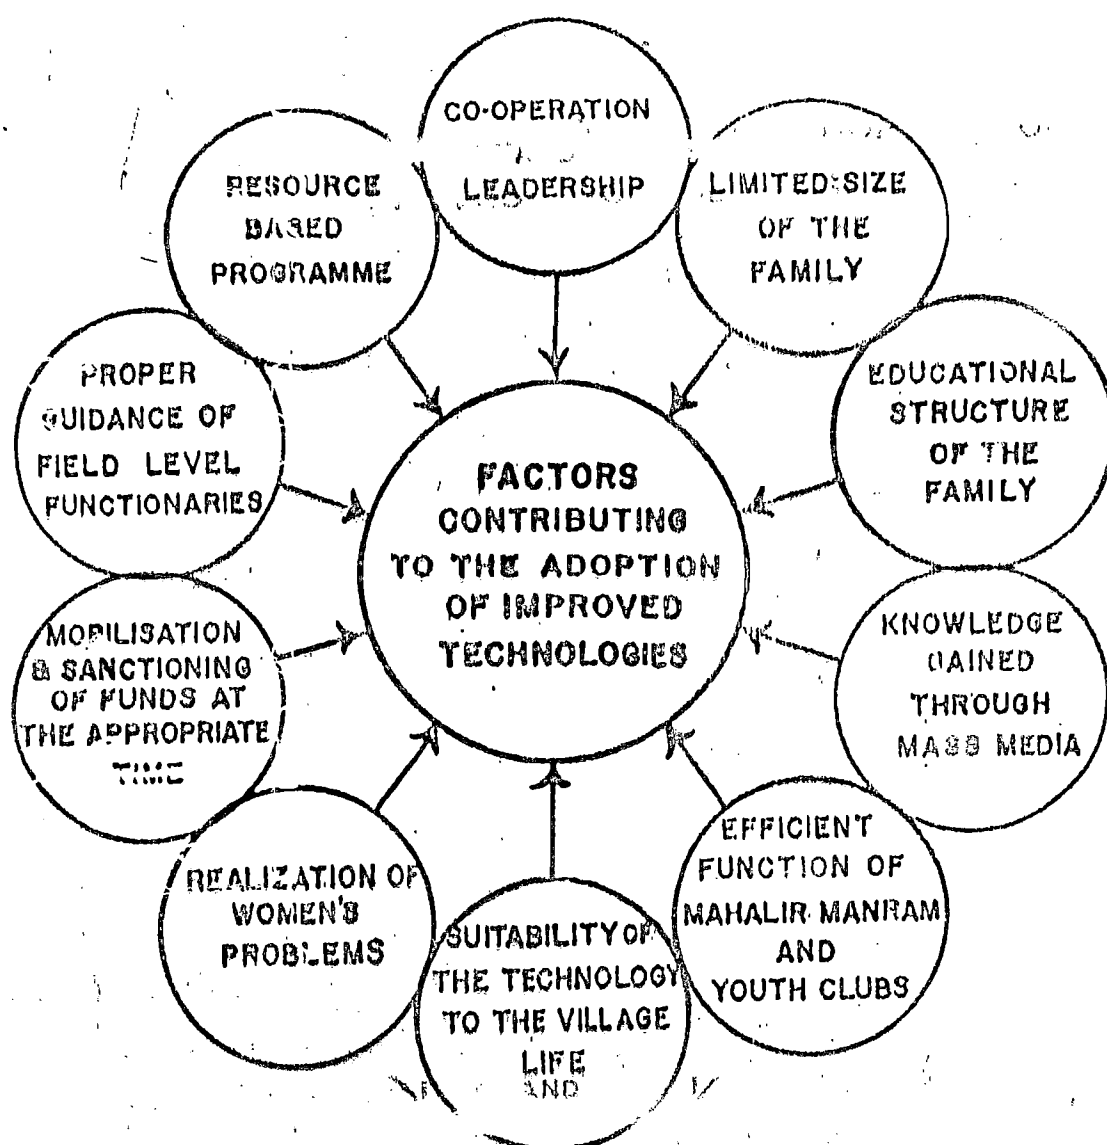 CO-OPERATION
LEADERSHIP
LIMITED SIZE
OF THE
FAMILY
EDUCATIONAL
STRUCTURE
OF THE
FAMILY
KNOWLEDGE
GAINED
THROUGH
MASS MEDIA
EFFICIENT
FUNCTION OF
MAHALIR MANRAM
AND
YOUTH CLUBS
SUITABILITY OF
THE TECHNOLOGY
TO THE VILLAGE
LIFE
AND
REALIZATION OF
WOMEN'S
PROBLEMS
MOBILISATION
& SANCTIONING
OF FUNDS AT
THE APPROPRIATE
TIME
PROPER
GUIDANCE OF
FIELD LEVEL
FUNCTIONARIES
RESOURCE
BASED
PROGRAMME
FACTORS
CONTRIBUTING
TO THE ADOPTION
OF IMPROVED
TECHNOLOGIES